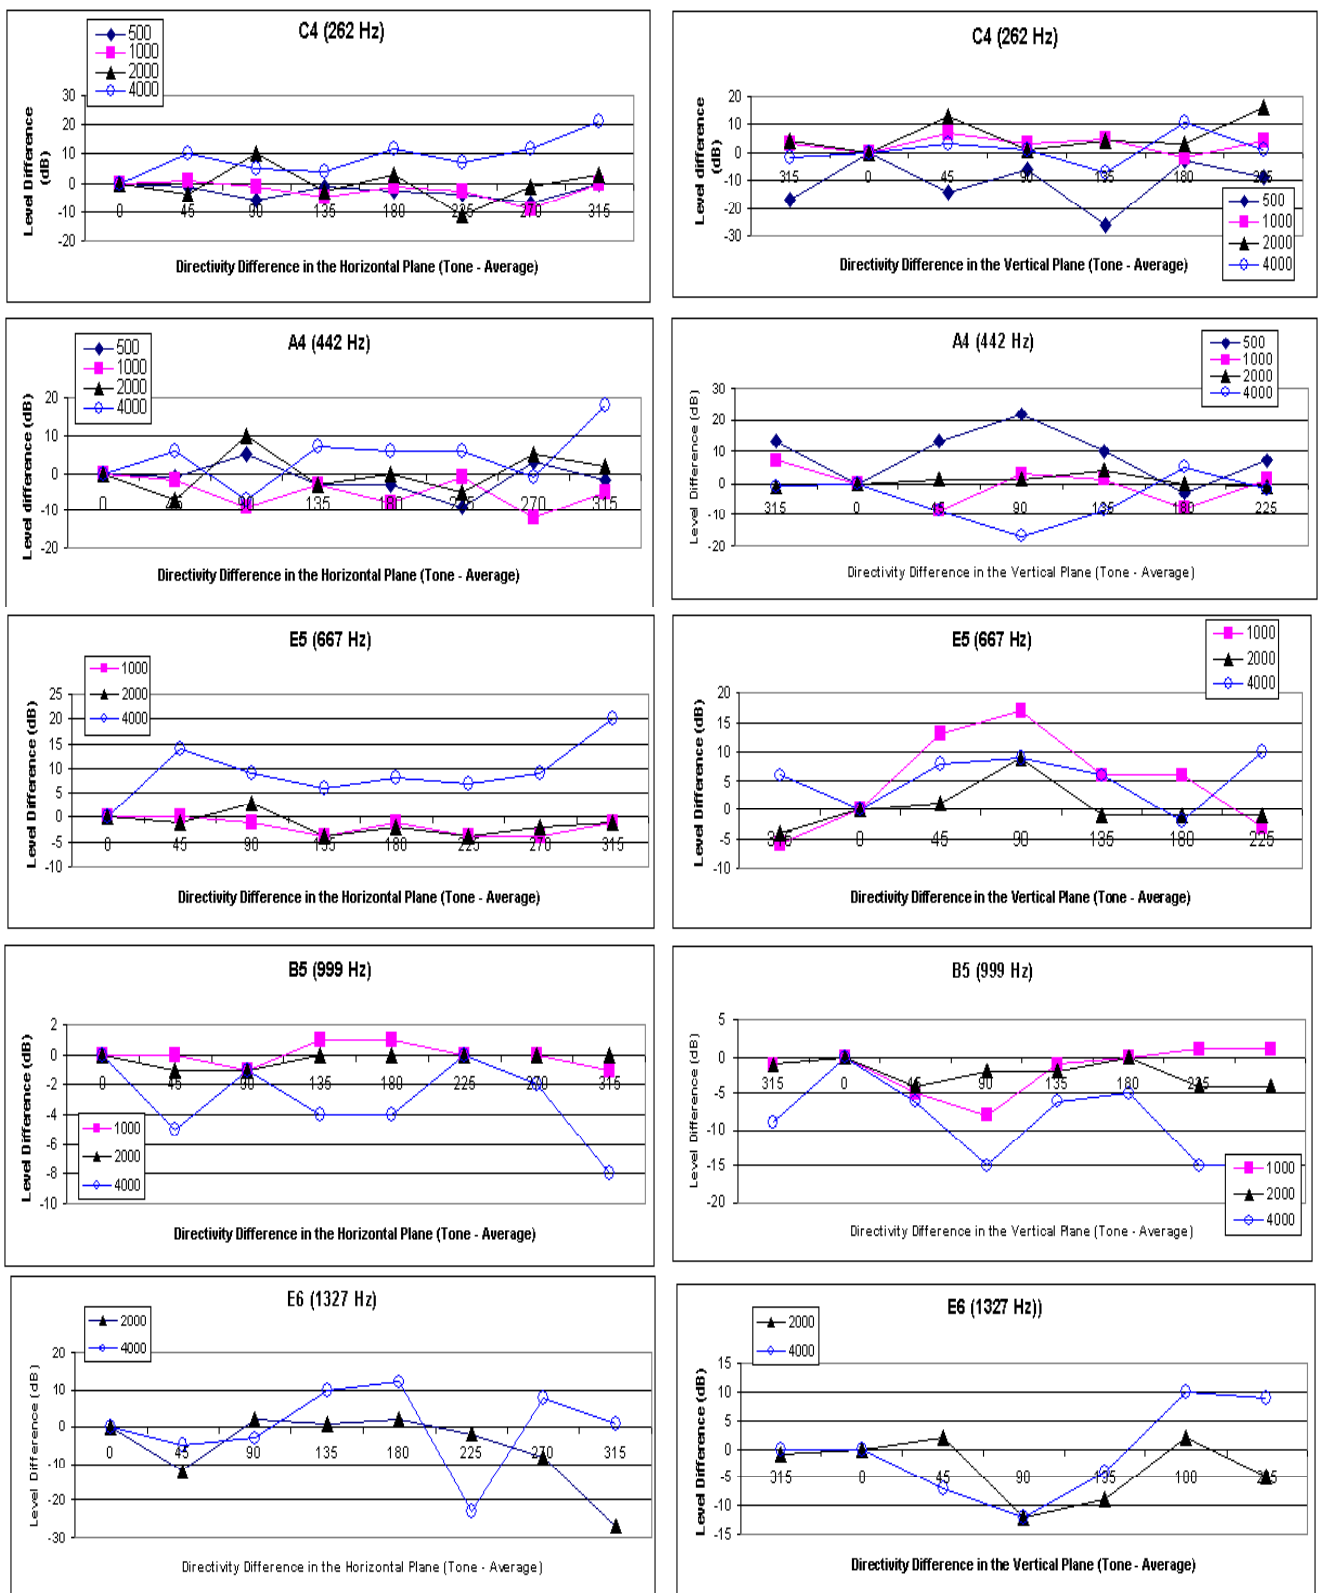 C4 (262 Hz)
500
1000
2000
4000
Level Difference
(dB)
30
20
10
0
-10
-20
0 45 90 135 180 225 270 315
Directivity Difference in the Horizontal Plane (Tone - Average)
C4 (262 Hz)
Level difference
(dB)
20
10
0
-10
-20
-30
315 0 45 90 135 180 225
500
1000
2000
4000
Directivity Difference in the Vertical Plane (Tone - Average)
A4 (442 Hz)
500
1000
2000
4000
Level difference (dB)
20
10
0
-10
-20
0 45 90 135 180 225 270 315
Directivity Difference in the Horizontal Plane (Tone - Average)
A4 (442 Hz)
500
1000
2000
4000
Level Difference (dB)
30
20
10
0
-10
-20
315 0 45 90 135 180 225
Directivity Difference in the Vertical Plane (Tone - Average)
E5 (667 Hz)
1000
2000
4000
Level Difference (dB)
25
20
15
10
5
0
-5
-10
0 45 90 135 180 225 270 315
Directivity Difference in the Horizontal Plane (Tone - Average)
E5 (667 Hz)
1000
2000
4000
Level Difference (dB)
20
15
10
5
0
-5
-10
315 0 45 90 135 180 225
Directivity Difference in the Vertical Plane (Tone - Average)
B5 (999 Hz)
Level Difference (dB)
2
0
-2
-4
-6
-8
-10
0 45 90 135 180 225 270 315
1000
2000
4000
Directivity Difference in the Horizontal Plane (Tone - Average)
B5 (999 Hz)
Level Difference (dB)
5
0
-5
-10
-15
-20
315 0 45 90 135 180 225
1000
2000
4000
Directivity Difference in the Vertical Plane (Tone - Average)
E6 (1327 Hz)
2000
4000
Level Difference (dB)
20
10
0
-10
-20
-30
0 45 90 135 180 225 270 315
Directivity Difference in the Horizontal Plane (Tone - Average)
E6 (1327 Hz))
2000
4000
Level Difference (dB)
15
10
5
0
-5
-10
-15
315 0 45 90 135 100 225
Directivity Difference in the Vertical Plane (Tone - Average)